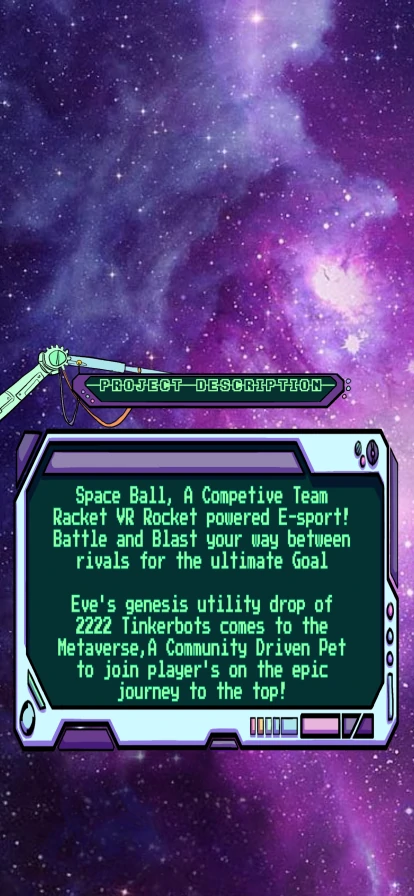 PROJECT DESCRIPTION
Space Ball, A Competive Team
Racket VR Rocket powered E-sport!
Battle and Blast your way between
rivals for the ultimate Goal
Eve's genesis utility drop of
2222 Tinkerbots comes to the
Metaverse,A Community Driven Pet
to join player's on the epic
journey to the top!